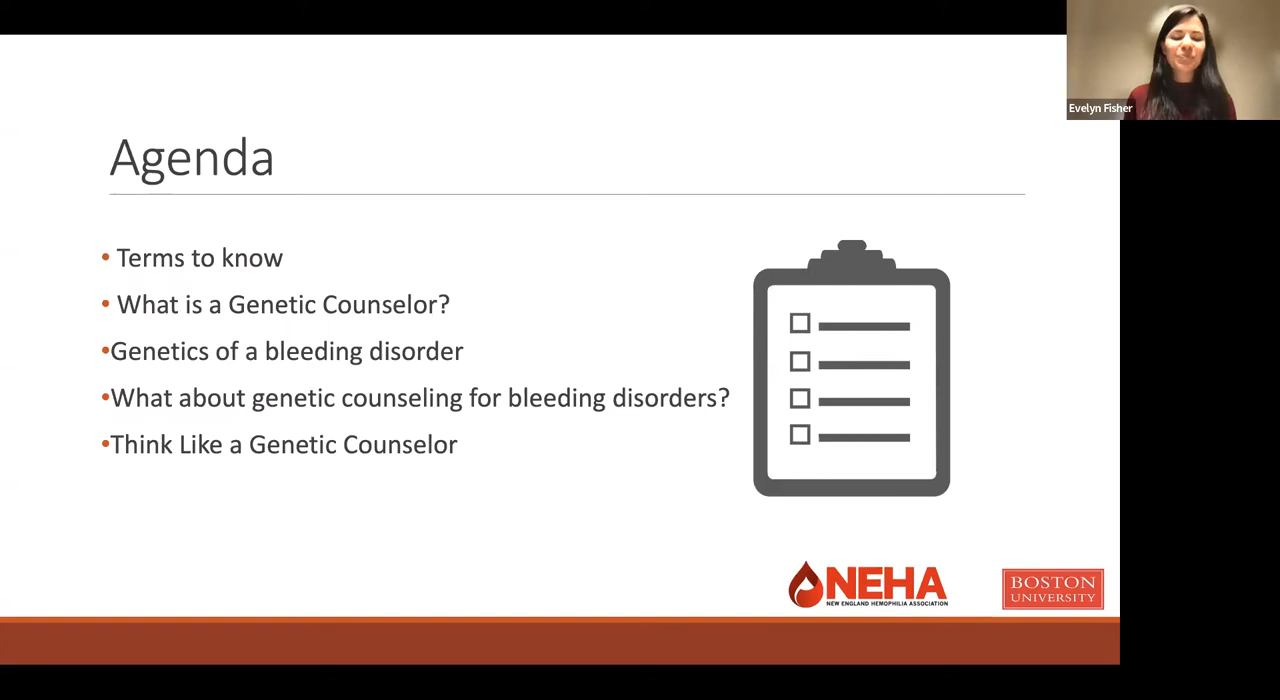 Evelyn Fisher
Agenda
• Terms to know
• What is a Genetic Counselor?
•Genetics of a bleeding disorder
•What about genetic counseling for bleeding disorders?
•Think Like a Genetic Counselor
NEHA
NEW ENGLAND HEMOPHILIA ASSOCIATION
BOSTON
UNIVERSITY